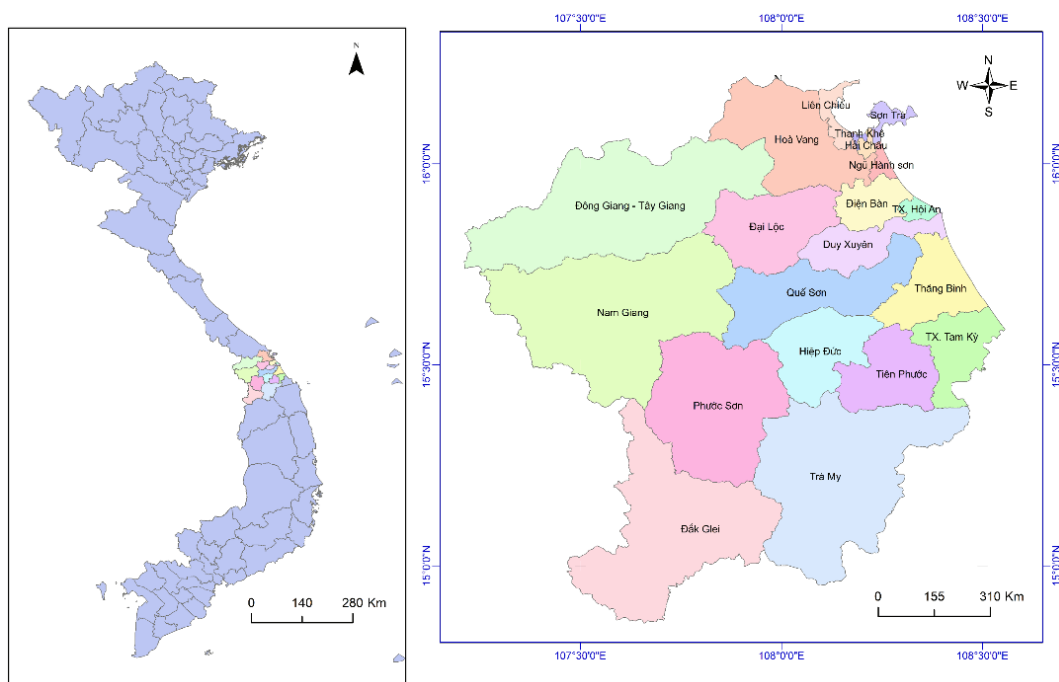 N
0 140 280 Km
107°30'0"E 108°0'0"E 108°30'0"E
N
W E
S
16°0'0"N
15°30'0"N
15°0'0"N
Liên Chiểu
Sơn Trà
Thanh Khê
Hải Châu
Hoà Vang
Ngũ Hành sơn
Điện Bàn
TX. Hội An
Đông Giang - Tây Giang
Đại Lộc
Duy Xuyên
Quế Sơn
Thăng Bình
Nam Giang
TX. Tam Kỳ
Hiệp Đức
Tiên Phước
Phước Sơn
Trà My
Đắk Glei
16°0'0"N
15°30'0"N
15°0'0"N
0 155 310 Km
107°30'0"E 108°0'0"E 108°30'0"E